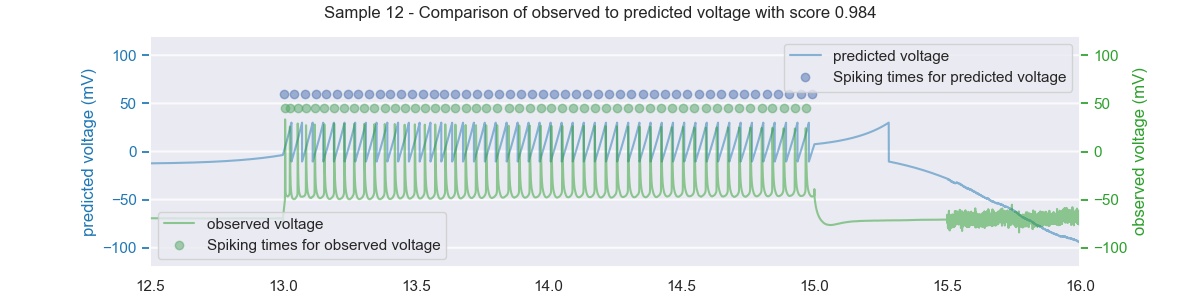 Sample 12 - Comparison of observed to predicted voltage with score 0.984
predicted voltage (mV)
100
50
0
−50
−100
predicted voltage
Spiking times for predicted voltage
observed voltage
Spiking times for observed voltage
100
50
0
−50
−100
observed voltage (mV)
12.5 13.0 13.5 14.0 14.5 15.0 15.5 16.0